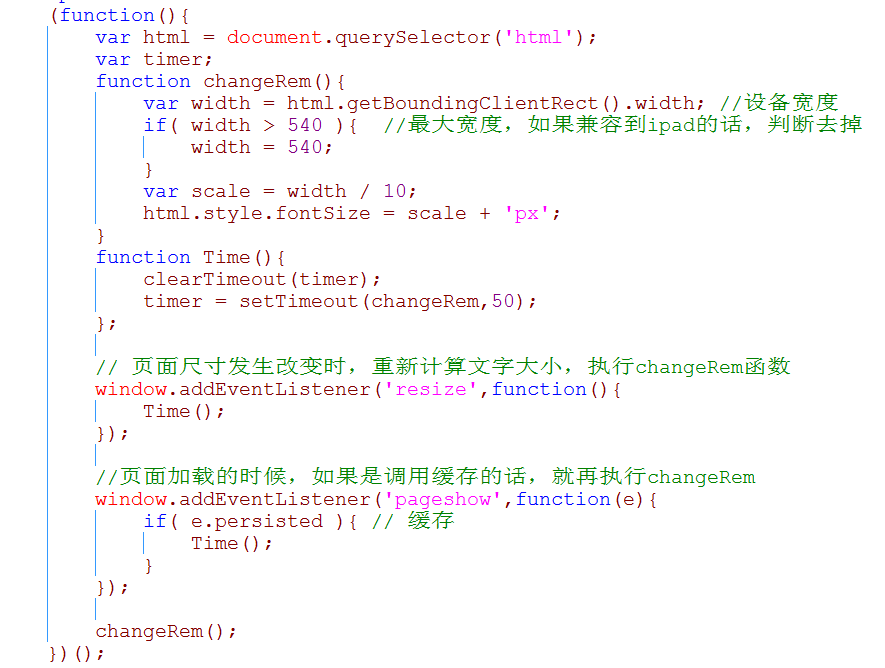 (function(){
    var html = document.querySelector('html');
    var timer;
    function changeRem(){
        var width = html.getBoundingClientRect().width; //设备宽度
        if( width > 540 ){  //最大宽度，如果兼容到ipad的话，判断去掉
            width = 540;
        }
        var scale = width / 10;
        html.style.fontSize = scale + 'px';
    }
    function Time(){
        clearTimeout(timer);
        timer = setTimeout(changeRem,50);
    };
    // 页面尺寸发生改变时，重新计算文字大小，执行changeRem函数
    window.addEventListener('resize',function(){
        Time();
    });
    //页面加载的时候，如果是调用缓存的话，就再执行changeRem
    window.addEventListener('pageshow',function(e){
        if( e.persisted ){ // 缓存
            Time();
        }
    });
    changeRem();
})();